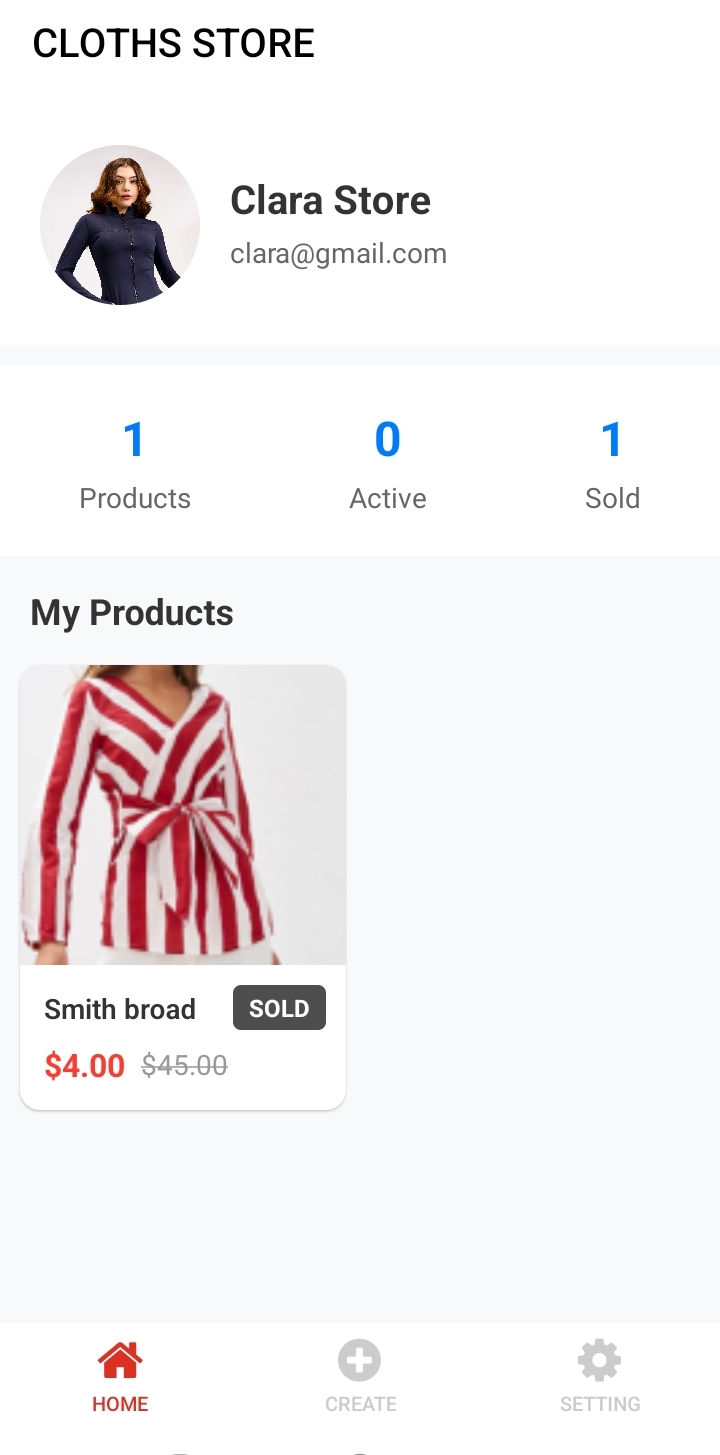 CLOTHS STORE
Clara Store
clara@gmail.com
1 0 1
Products Active Sold
My Products
Smith broad SOLD
$4.00 $45.00
HOME CREATE SETTING